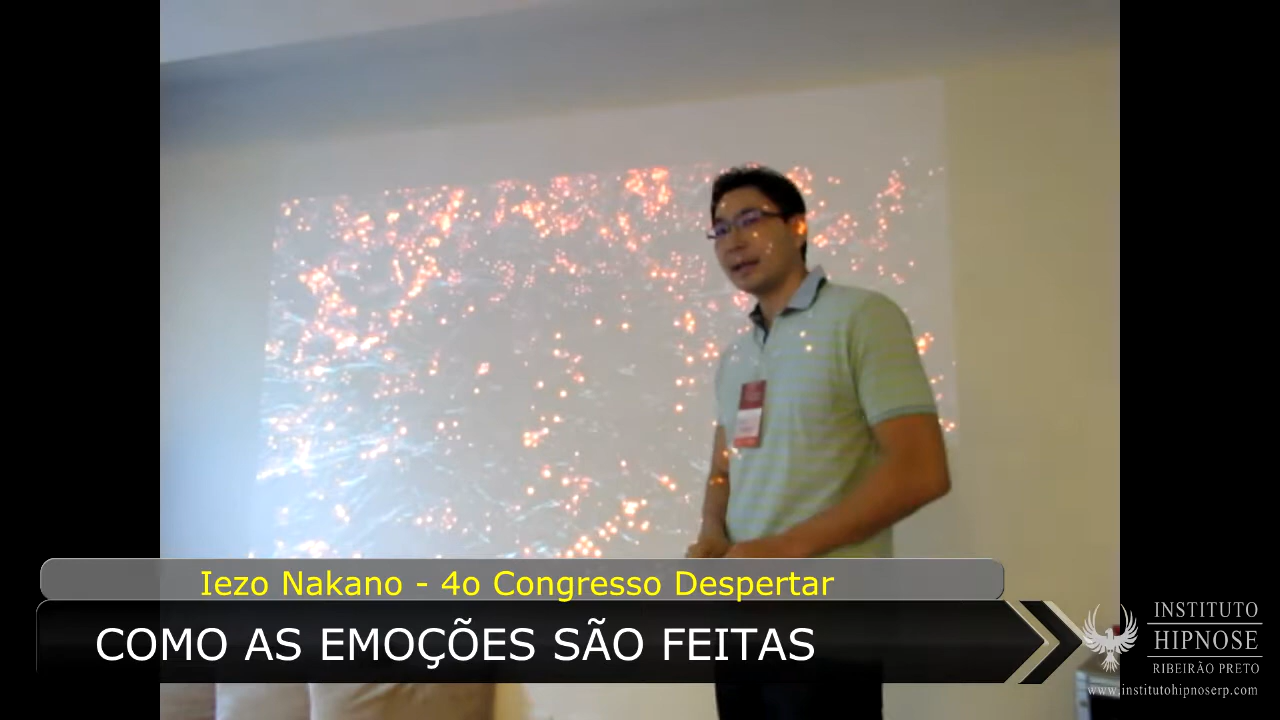 Iezo Nakano - 4o Congresso Despertar
COMO AS EMOÇÕES SÃO FEITAS
INSTITUTO
HIPNOSE
RIBEIRÃO PRETO
www.institutohipnoserp.com